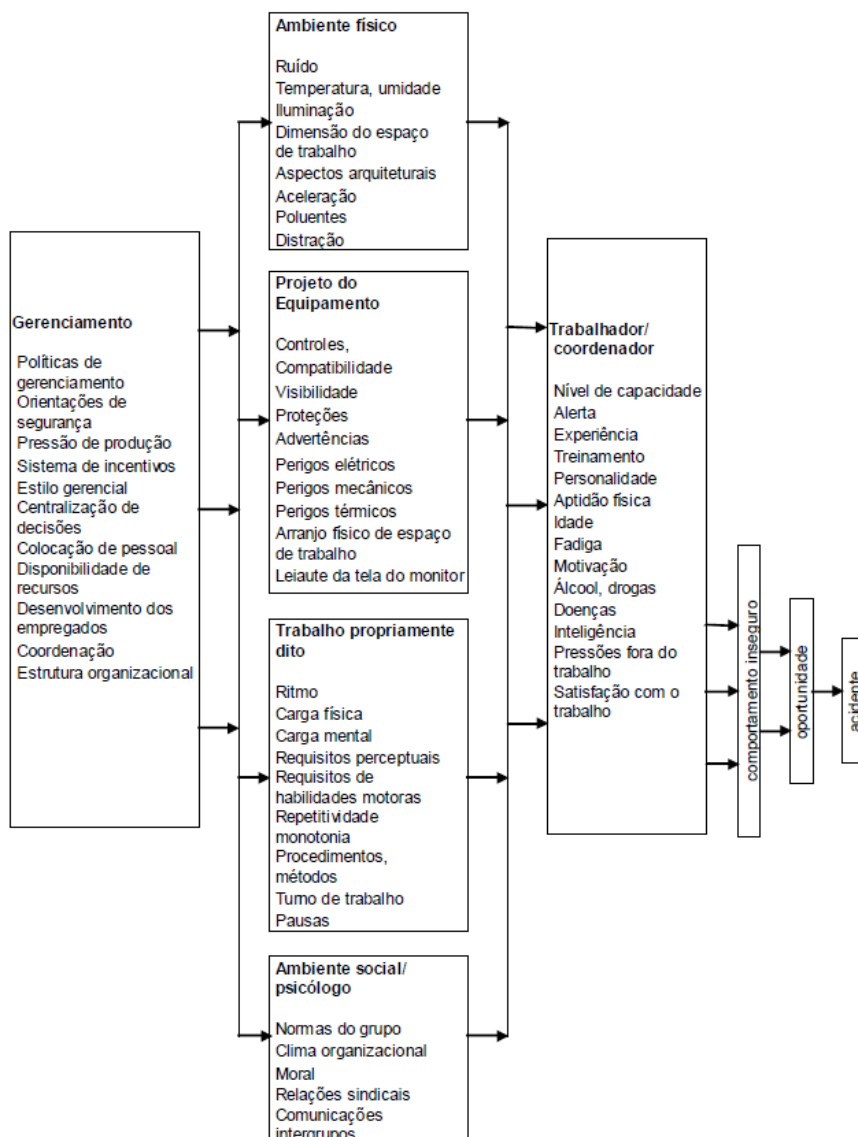 Gerenciamento
Políticas de
gerenciamento
Orientações de
segurança
Pressão de produção
Sistema de incentivos
Estilo gerencial
Centralização de
decisões
Colocação de pessoal
Disponibilidade de
recursos
Desenvolvimento dos
empregados
Coordenação
Estrutura organizacional
Ambiente físico
Ruído
Temperatura, umidade
Iluminação
Dimensão do espaço
de trabalho
Aspectos arquiteturais
Aceleração
Poluentes
Distração
Projeto do
Equipamento
Controles,
Compatibilidade
Visibilidade
Proteções
Advertências
Perigos elétricos
Perigos mecânicos
Perigos térmicos
Arranjo físico de espaço
de trabalho
Leiaute da tela do monitor
Trabalho propriamente
dito
Ritmo
Carga física
Carga mental
Requisitos perceptuais
Requisitos de
habilidades motoras
Repetitividade
monotonia
Procedimentos,
métodos
Turno de trabalho
Pausas
Ambiente social/
psicólogo
Normas do grupo
Clima organizacional
Moral
Relações sindicais
Comunicações
intergrupos
Trabalhador/
coordenador
Nível de capacidade
Alerta
Experiência
Treinamento
Personalidade
Aptidão física
Idade
Fadiga
Motivação
Álcool, drogas
Doenças
Inteligência
Pressões fora do
trabalho
Satisfação com o
trabalho
comportamento inseguro
oportunidade
acidente